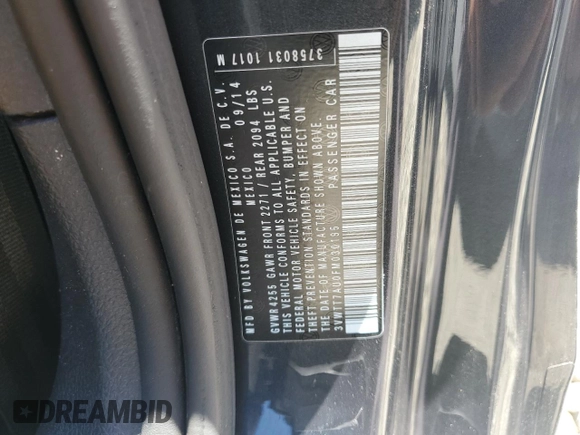 3758031 1017 M
MFD BY VOLKSWAGEN DE MEXICO S.A. DE C.V.
MEXICO 09/14
GVWR 4255 GAWR FRONT 2271 / REAR 2094 LBS
THIS VEHICLE CONFORMS TO ALL APPLICABLE U.S.
FEDERAL MOTOR VEHICLE SAFETY, BUMPER AND
THEFT PREVENTION STANDARDS IN EFFECT ON
THE DATE OF MANUFACTURE SHOWN ABOVE.
3VWT17AU0FM030195 PASSENGER CAR
DREAMBID